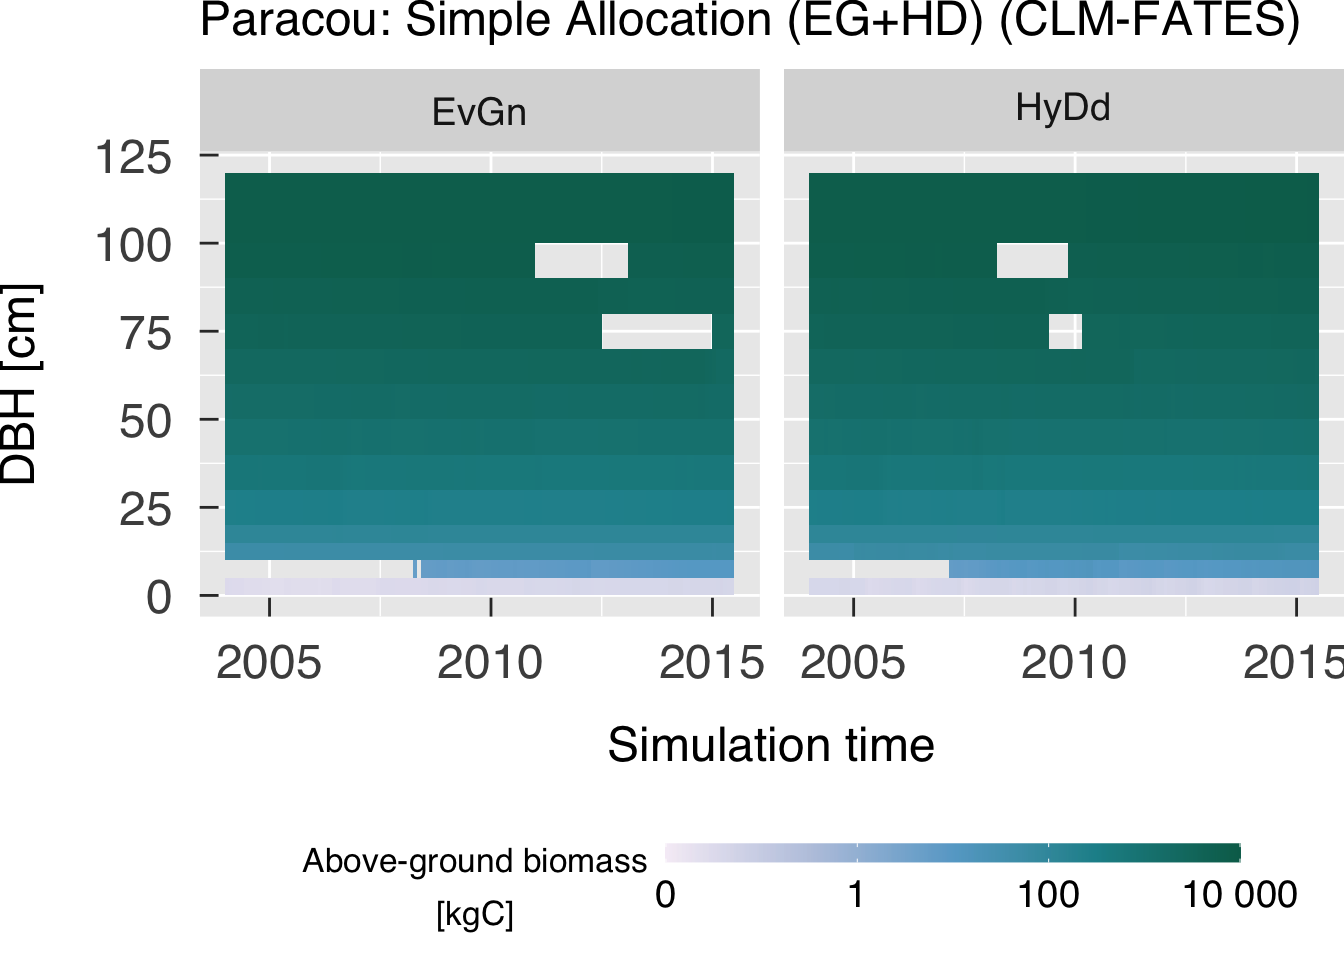 Paracou: Simple Allocation (EG+HD) (CLM-FATES)
EvGn
HyDd
125
100
75
50
25
0
DBH [cm]
2005
2010
2015
2005
2010
2015
Simulation time
Above-ground biomass
[kgC]
0
1
100
10 000